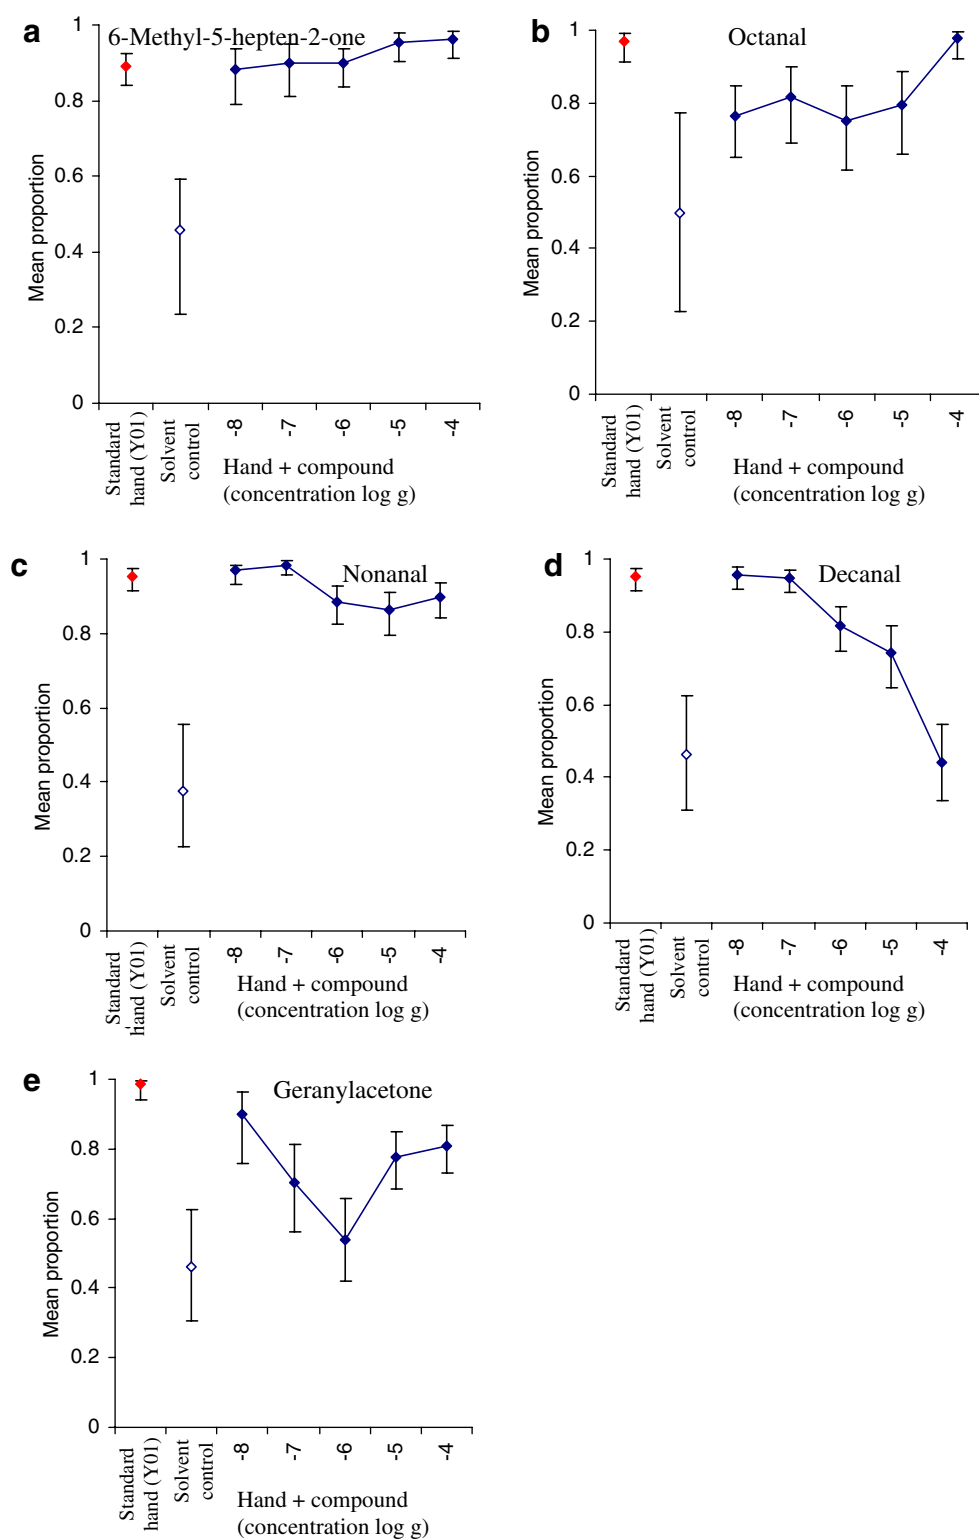 a
6-Methyl-5-hepten-2-one
1
0.8
0.6
0.4
0.2
0
Mean proportion
Standard
hand (Y01)
Solvent
control
-8
-7
-6
-5
-4
Hand + compound
(concentration log g)
b
Octanal
1
0.8
0.6
0.4
0.2
0
Mean proportion
Standard
hand (Y01)
Solvent
control
-8
-7
-6
-5
-4
Hand + compound
(concentration log g)
c
Nonanal
1
0.8
0.6
0.4
0.2
0
Mean proportion
Standard
hand (Y01)
Solvent
control
-8
-7
-6
-5
-4
Hand + compound
(concentration log g)
d
Decanal
1
0.8
0.6
0.4
0.2
0
Mean proportion
Standard
hand (Y01)
Solvent
control
-8
-7
-6
-5
-4
Hand + compound
(concentration log g)
e
Geranylacetone
1
0.8
0.6
0.4
0.2
0
Mean proportion
Standard
hand (Y01)
Solvent
control
-8
-7
-6
-5
-4
Hand + compound
(concentration log g)